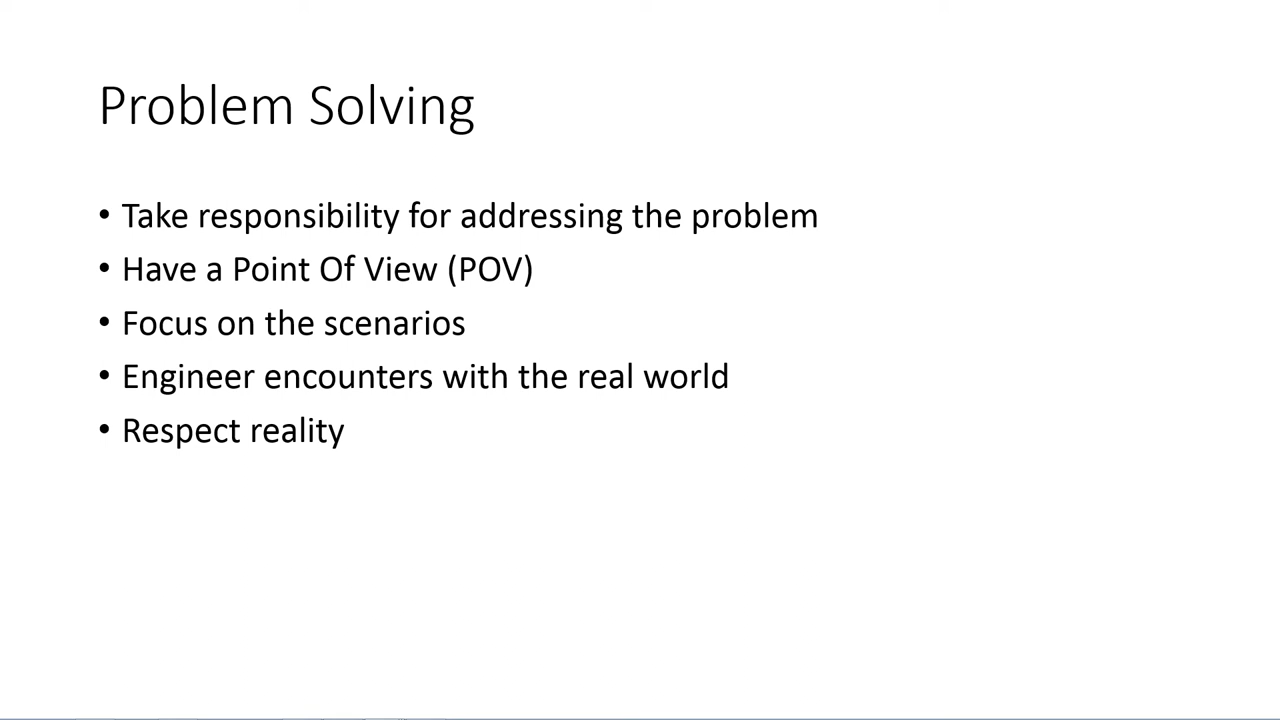 Problem Solving
• Take responsibility for addressing the problem
• Have a Point Of View (POV)
• Focus on the scenarios
• Engineer encounters with the real world
• Respect reality